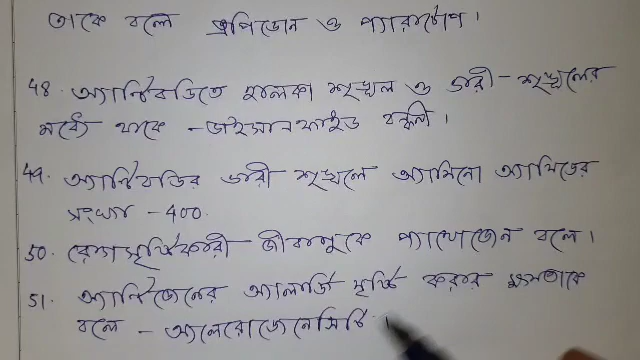 তাকে বলে এপিটোপ ও প্যারাটোপ।
48. অ্যান্টিবডিতে হালকা শৃঙ্খল ও ভারী - শৃঙ্খলের
মধ্যে থাকে - ডাইসালফাইড বন্ধনী।
49. অ্যান্টিবডির ভারী শৃঙ্খলে অ্যামিনো অ্যাসিডের
সংখ্যা - 400.
50. রোগসৃষ্টিকারী জীবাণুকে প্যাথোজেন বলে।
51. অ্যান্টিজেনের অ্যালার্জি সৃষ্টি করার ক্ষমতাকে
বলে - অ্যালেরোজেনেসিটি